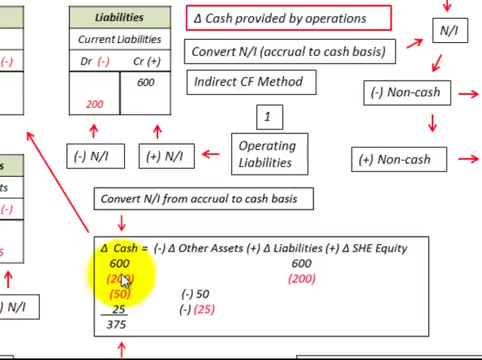 Liabilities
Current Liabilities
Dr (-) Cr (+)
600
200
(-) N/I
(+) N/I
Δ Cash provided by operations
Convert N/I (accrual to cash basis)
Indirect CF Method
1
Operating
Liabilities
N/I
(-) Non-cash
(+) Non-cash
(-)
ts
(-)
) N/I
Convert N/I from accrual to cash basis
Δ Cash = (-) Δ Other Assets (+) Δ Liabilities (+) Δ SHE Equity
600 600
(200) (200)
(50) (-) 50
25 (-) (25)
375